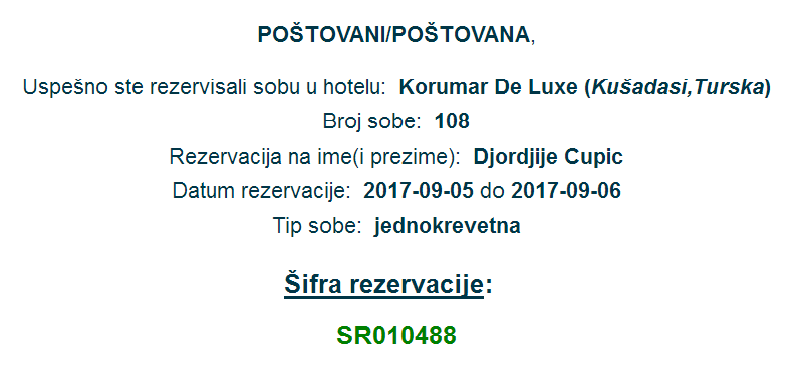 POŠTOVANI/POŠTOVANA,
Uspešno ste rezervisali sobu u hotelu: Korumar De Luxe (Kušadasi,Turska)
Broj sobe: 108
Rezervacija na ime(i prezime): Djordjije Cupic
Datum rezervacije: 2017-09-05 do 2017-09-06
Tip sobe: jednokrevetna
Šifra rezervacije:
SR010488